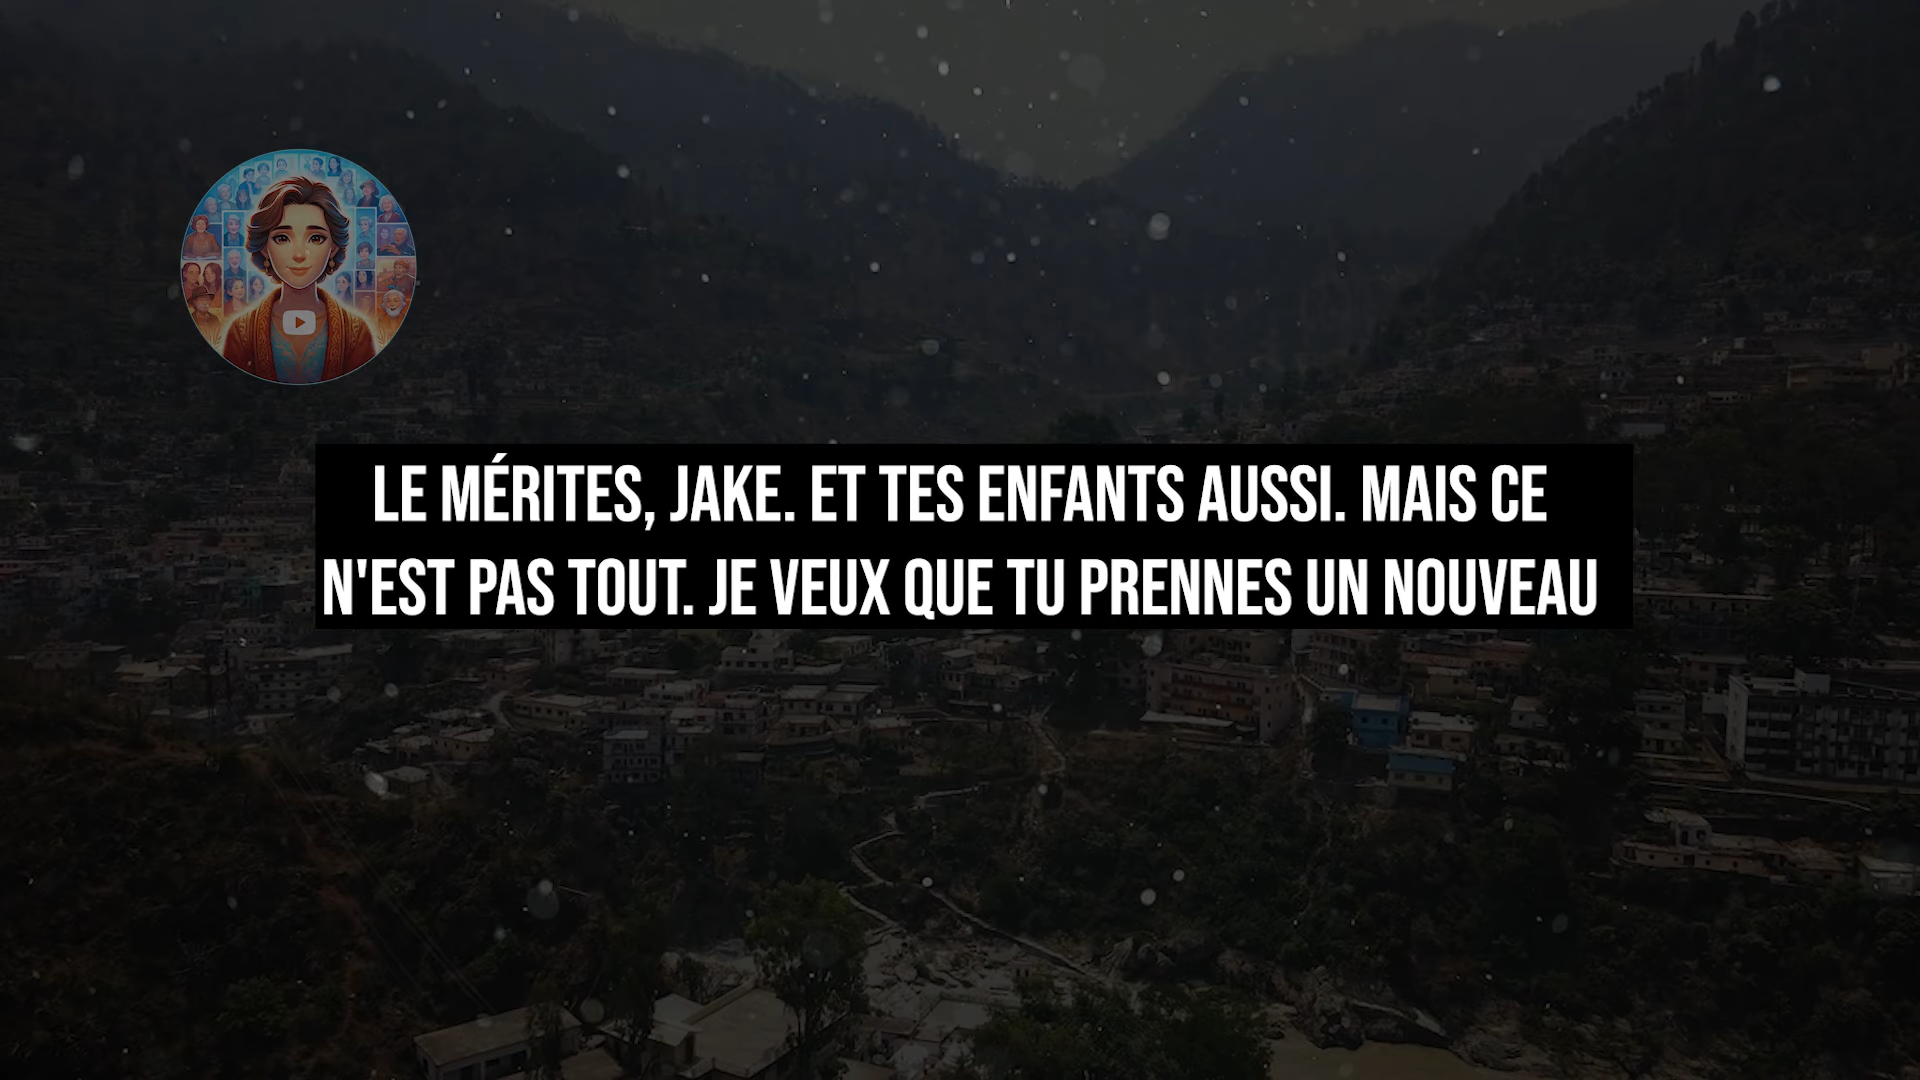 LE MÉRITES, JAKE. ET TES ENFANTS AUSSI. MAIS CE
N'EST PAS TOUT. JE VEUX QUE TU PRENNES UN NOUVEAU